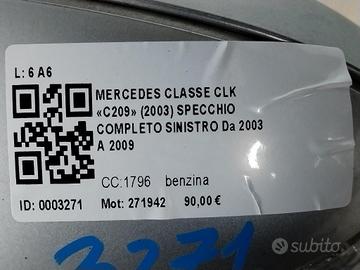 L: 6 A6
MERCEDES CLASSE CLK
«C209» (2003) SPECCHIO
COMPLETO SINISTRO Da 2003
A 2009
CC:1796 benzina
ID: 0003271 Mot: 271942 90,00 €
3271
subito